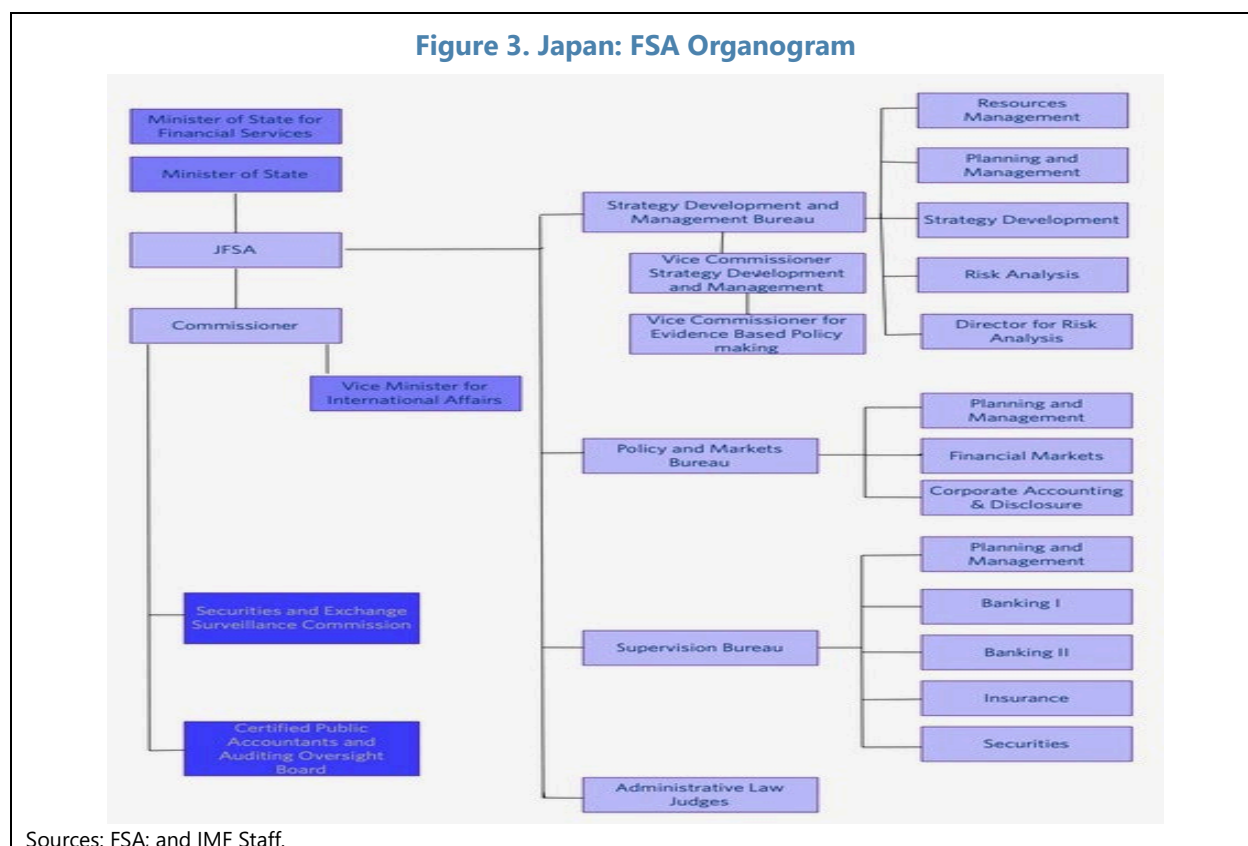 Figure 3. Japan: FSA Organogram
Minister of State for
Financial Services
Minister of State
JFSA
Commissioner
Vice Minister for
International Affairs
Securities and Exchange
Surveillance Commission
Certified Public
Accountants and
Auditing Oversight
Board
Strategy Development and
Management Bureau
Vice Commissioner
Strategy Development
and Management
Vice Commissioner for
Evidence Based Policy
making
Policy and Markets
Bureau
Supervision Bureau
Administrative Law
Judges
Resources
Management
Planning and
Management
Strategy Development
Risk Analysis
Director for Risk
Analysis
Planning and
Management
Financial Markets
Corporate Accounting
& Disclosure
Planning and
Management
Banking I
Banking II
Insurance
Securities
Sources: FSA; and IMF Staff.